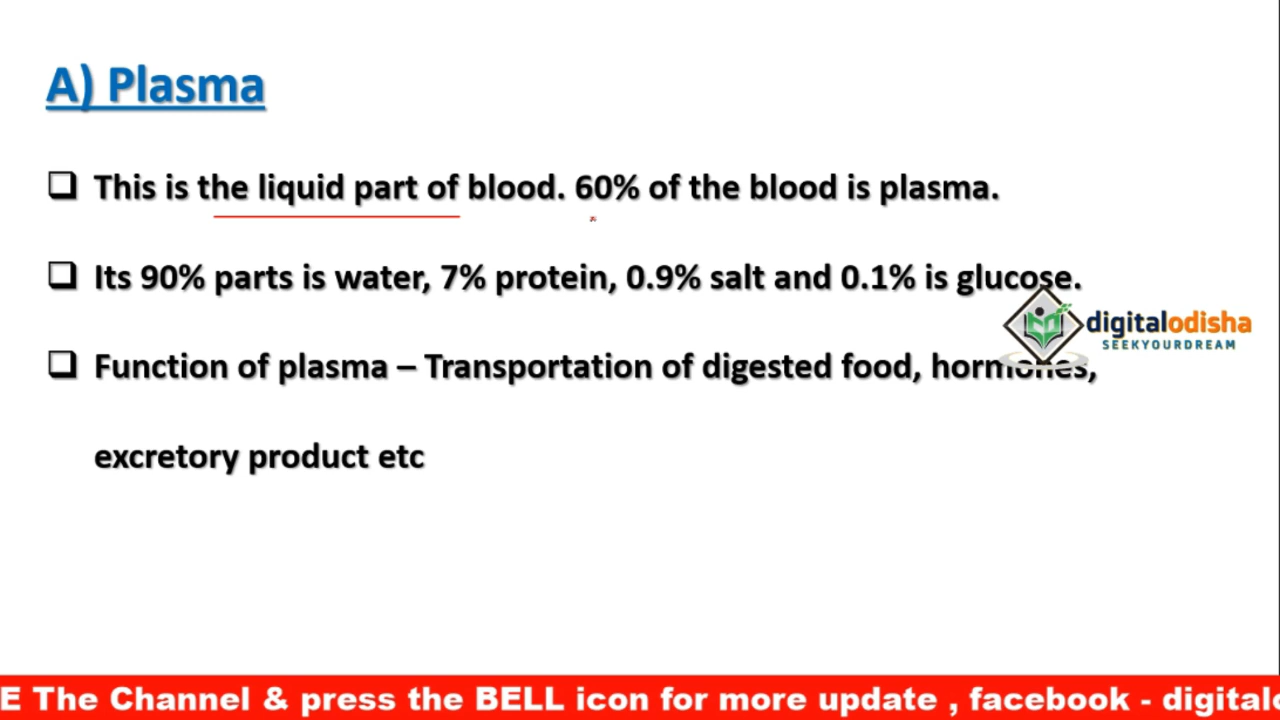 A) Plasma
This is the liquid part of blood. 60% of the blood is plasma.
Its 90% parts is water, 7% protein, 0.9% salt and 0.1% is glucose.
digitalodisha
SEEKYOURDREAM
Function of plasma – Transportation of digested food, hormones,
excretory product etc
E The Channel & press the BELL icon for more update , facebook - digital